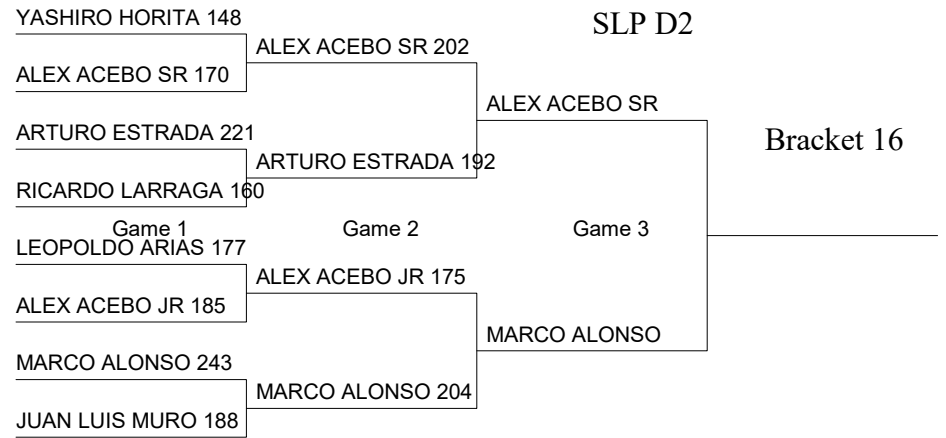 SLP D2
Bracket 16
YASHIRO HORITA 148
ALEX ACEBO SR 170
ARTURO ESTRADA 221
RICARDO LARRAGA 160
Game 1
LEOPOLDO ARIAS 177
ALEX ACEBO JR 185
MARCO ALONSO 243
JUAN LUIS MURO 188
ALEX ACEBO SR 202
ARTURO ESTRADA 192
Game 2
ALEX ACEBO JR 175
MARCO ALONSO 204
ALEX ACEBO SR
Game 3
MARCO ALONSO